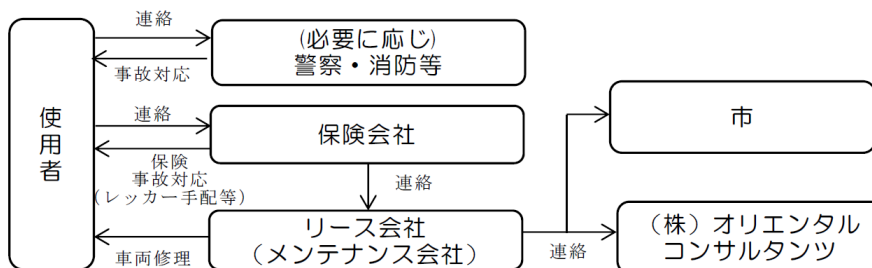 連絡
(必要に応じ)
警察・消防等
事故対応
使用者
連絡
保険会社
保険
事故対応
(レッカー手配等)
連絡
市
リース会社
(メンテナンス会社)
車両修理
連絡
(株)オリエンタル
コンサルタンツ